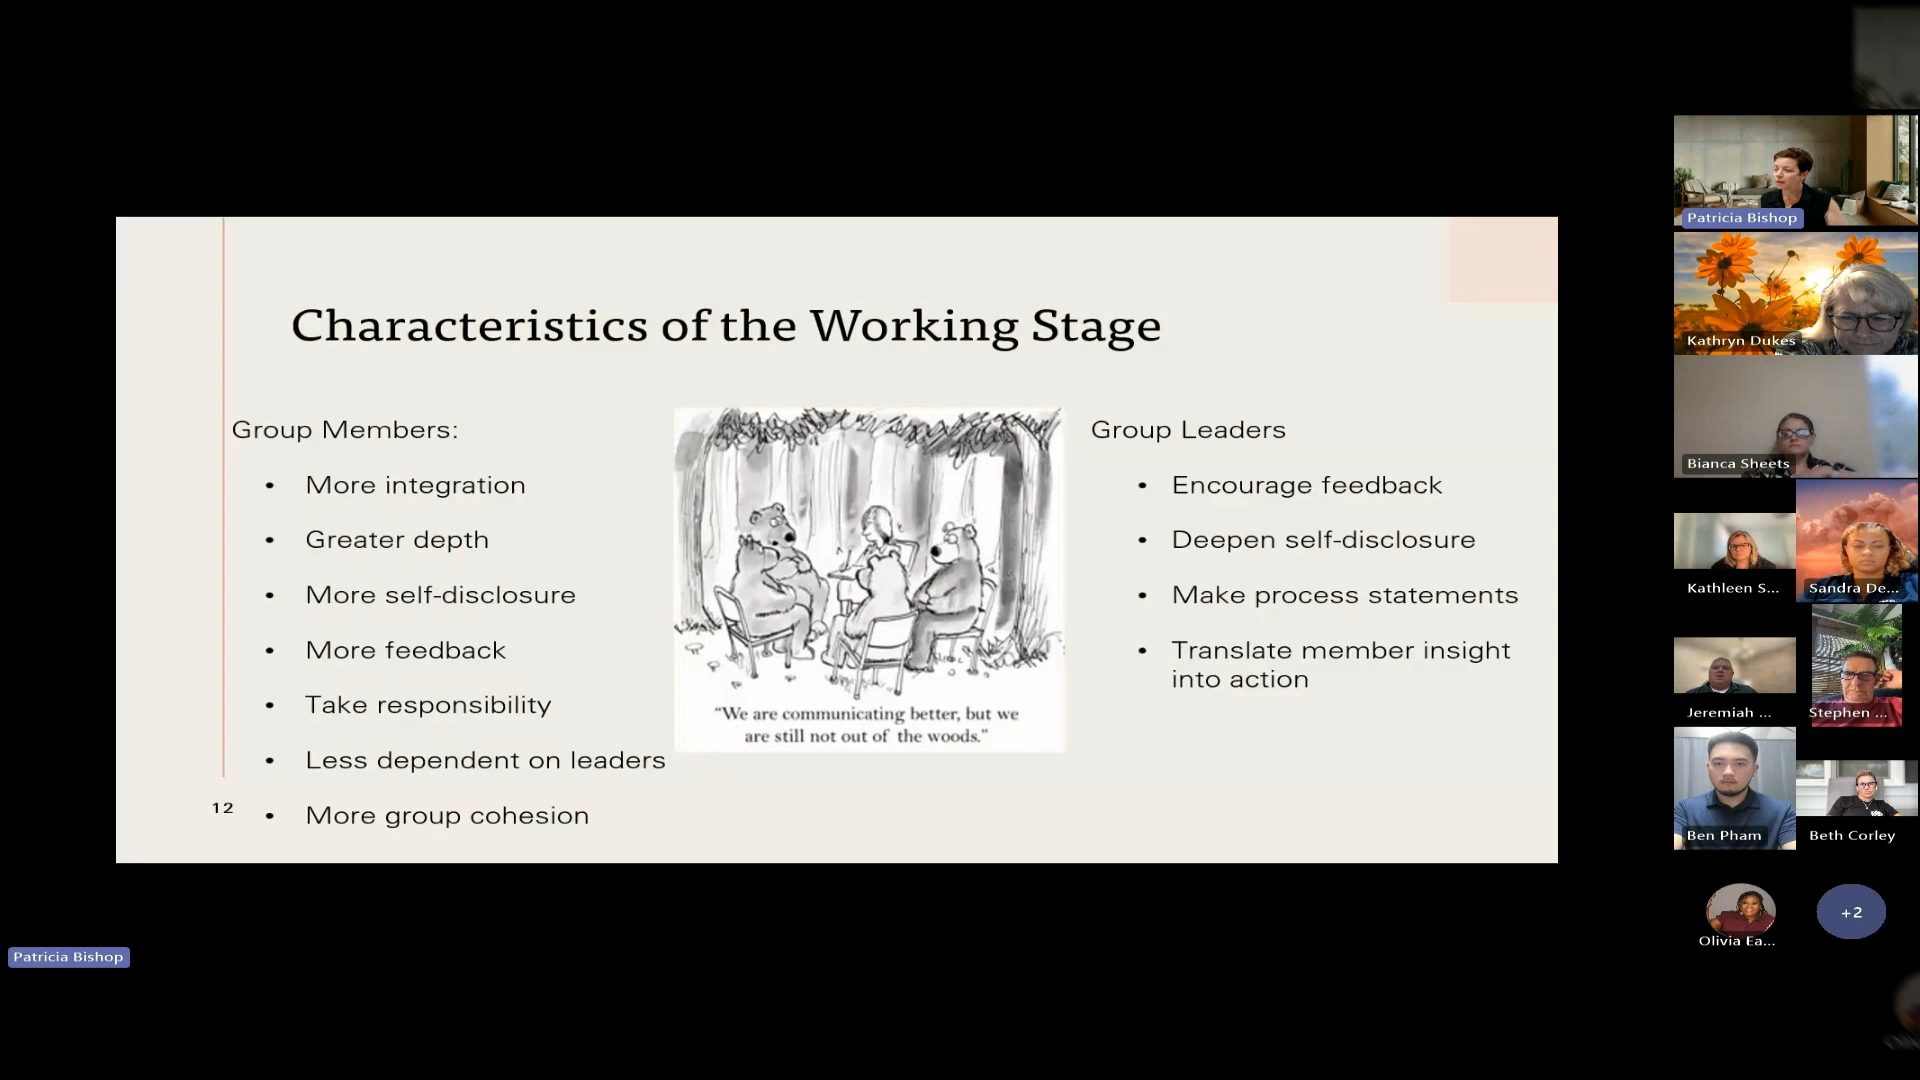 Characteristics of the Working Stage
Group Members:
• More integration
• Greater depth
• More self-disclosure
• More feedback
• Take responsibility
• Less dependent on leaders
• More group cohesion
12
“We are communicating better, but we
are still not out of the woods.”
Group Leaders
• Encourage feedback
• Deepen self-disclosure
• Make process statements
• Translate member insight
into action
Patricia Bishop
Patricia Bishop
Kathryn Dukes
Bianca Sheets
Kathleen S...
Sandra De...
Jeremiah ...
Stephen ...
Ben Pham
Beth Corley
Olivia Ea...
+2